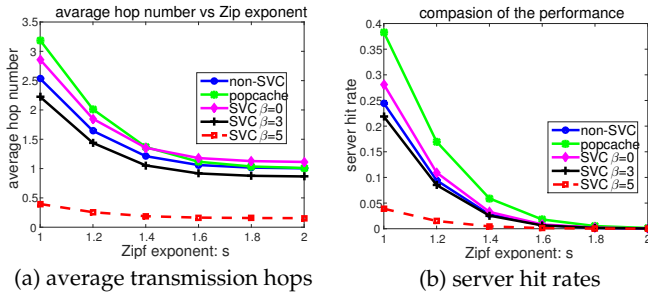 avarage hop number vs Zip exponent
average hop number
3.5
3
2.5
2
1.5
1
0.5
0
non-SVC
popcache
SVC β=0
SVC β=3
SVC β=5
1 1.2 1.4 1.6 1.8 2
Zipf exponent: s
(a) average transmission hops
compasion of the performance
server hit rate
0.4
0.35
0.3
0.25
0.2
0.15
0.1
0.05
0
non-SVC
popcache
SVC β=0
SVC β=3
SVC β=5
1 1.2 1.4 1.6 1.8 2
Zipf exponent: s
(b) server hit rates